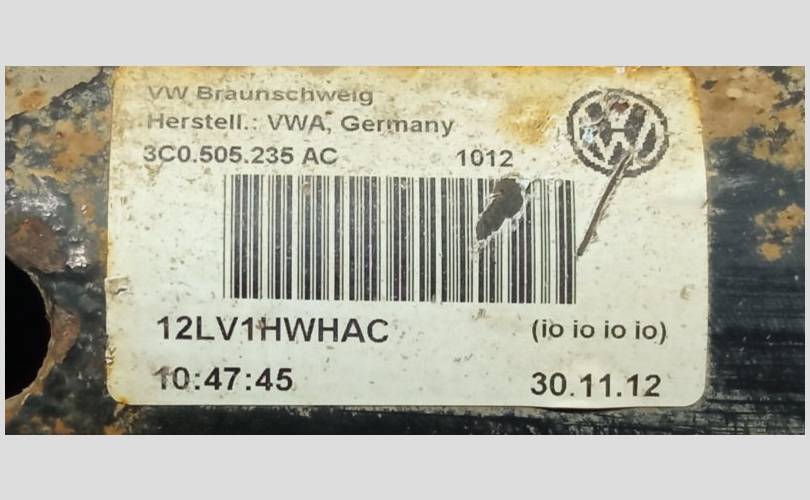 VW Braunschweig
Herstell.: VWA, Germany
3C0.505.235 AC 1012
12LV1HWHAC (io io io io)
10:47:45 30.11.12